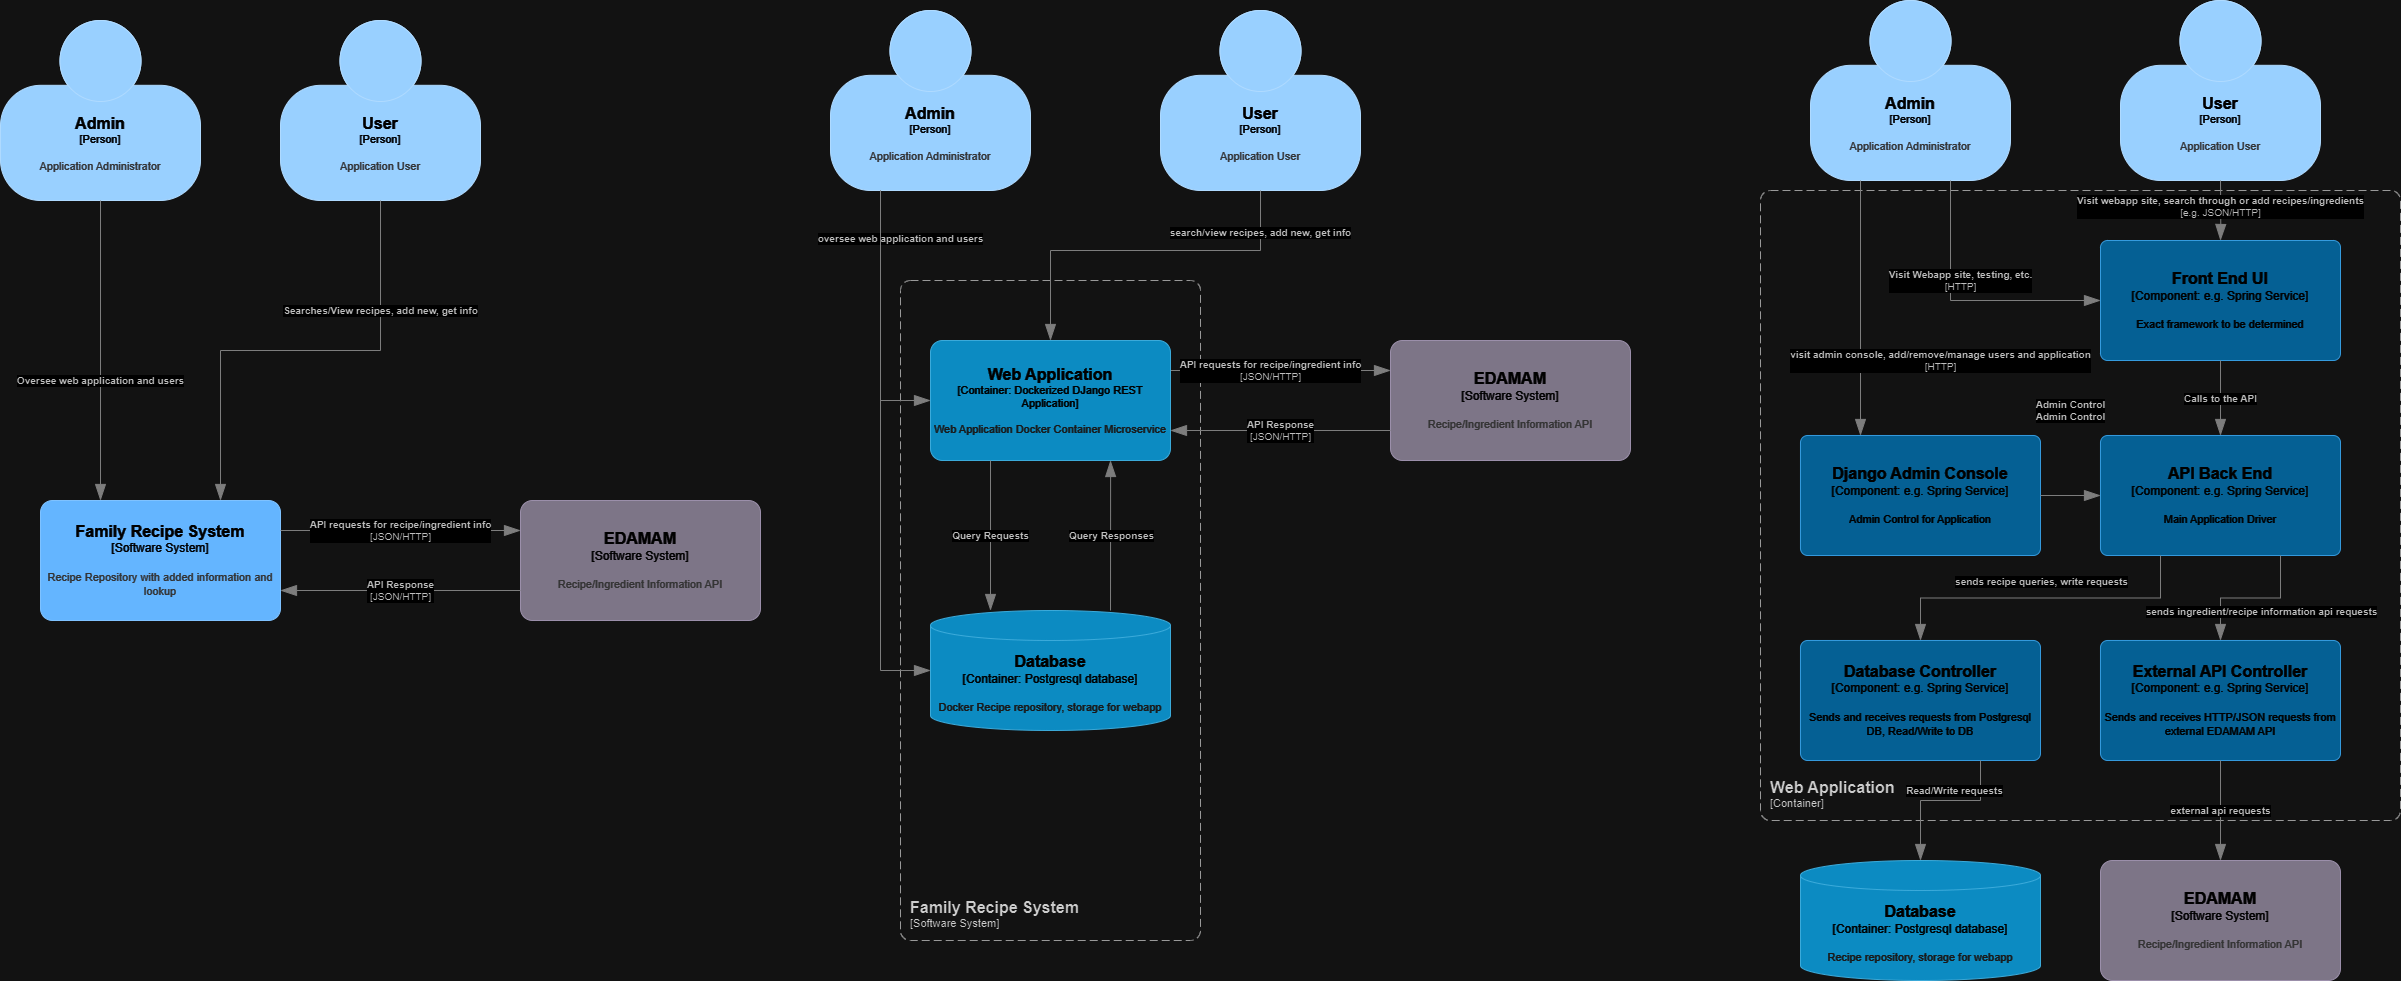 Admin
[Person]
Application Administrator
User
[Person]
Application User
Searches/View recipes, add new, get info
Oversee web application and users
Family Recipe System
[Software System]
Recipe Repository with added information and
lookup
API requests for recipe/ingredient info
[JSON/HTTP]
API Response
[JSON/HTTP]
EDAMAM
[Software System]
Recipe/Ingredient Information API
Admin
[Person]
Application Administrator
User
[Person]
Application User
oversee web application and users
search/view recipes, add new, get info
Web Application
[Container: Dockerized DJango REST
Application]
Web Application Docker Container Microservice
API requests for recipe/ingredient info
[JSON/HTTP]
API Response
[JSON/HTTP]
EDAMAM
[Software System]
Recipe/Ingredient Information API
Query Requests
Query Responses
Database
[Container: Postgresql database]
Docker Recipe repository, storage for webapp
Family Recipe System
[Software System]
Admin
[Person]
Application Administrator
User
[Person]
Application User
Visit webapp site, search through or add recipes/ingredients
[e.g. JSON/HTTP]
Visit Webapp site, testing, etc.
[HTTP]
Front End UI
[Component: e.g. Spring Service]
Exact framework to be determined
visit admin console, add/remove/manage users and application
[HTTP]
Calls to the API
Admin Control
Admin Control
Django Admin Console
[Component: e.g. Spring Service]
Admin Control for Application
API Back End
[Component: e.g. Spring Service]
Main Application Driver
sends recipe queries, write requests
sends ingredient/recipe information api requests
Database Controller
[Component: e.g. Spring Service]
Sends and receives requests from Postgresql
DB, Read/Write to DB
External API Controller
[Component: e.g. Spring Service]
Sends and receives HTTP/JSON requests from
external EDAMAM API
Web Application
[Container]
Read/Write requests
external api requests
Database
[Container: Postgresql database]
Recipe repository, storage for webapp
EDAMAM
[Software System]
Recipe/Ingredient Information API